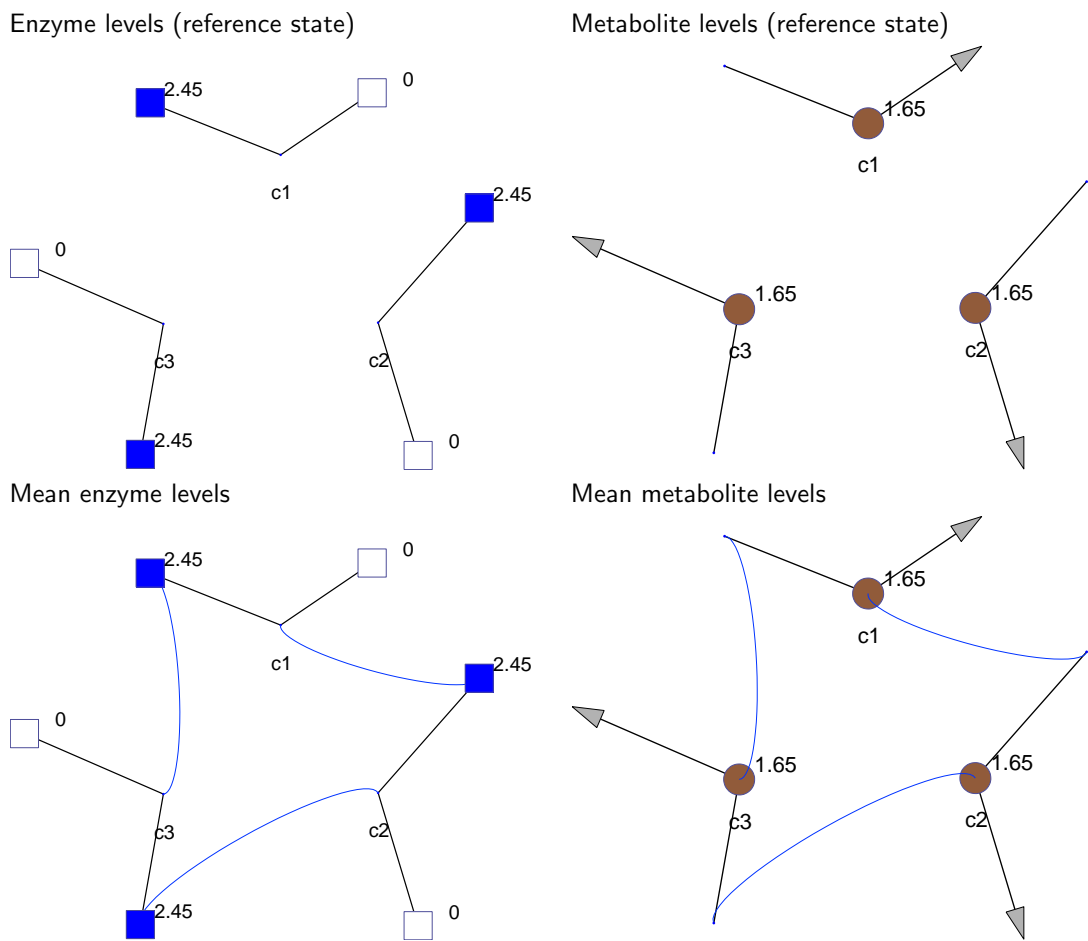 Enzyme levels (reference state)
2.45
0
c1
2.45
0
c3
c2
2.45
0
Metabolite levels (reference state)
1.65
c1
1.65
1.65
c3
c2
Mean enzyme levels
2.45
0
c1
2.45
0
c3
c2
2.45
0
Mean metabolite levels
1.65
c1
1.65
1.65
c3
c2